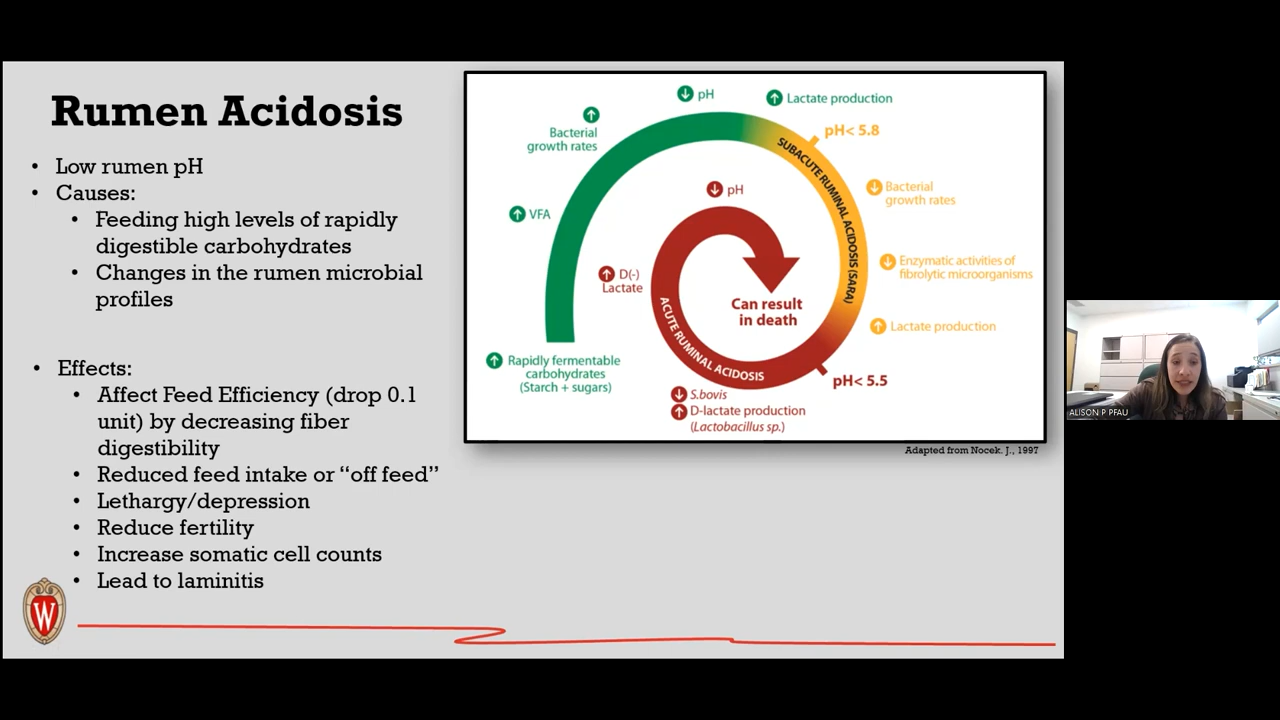 Rumen Acidosis
• Low rumen pH
• Causes:
• Feeding high levels of rapidly
digestible carbohydrates
• Changes in the rumen microbial
profiles
• Effects:
• Affect Feed Efficiency (drop 0.1
unit) by decreasing fiber
digestibility
• Reduced feed intake or “off feed”
• Lethargy/depression
• Reduce fertility
• Increase somatic cell counts
• Lead to laminitis
W
Rapidly fermentable
carbohydrates
(Starch + sugars)
VFA
Bacterial
growth rates
pH
Lactate production
pH< 5.8
SUBACUTE RUMINAL ACIDOSIS (SARA)
Bacterial
growth rates
Enzymatic activities of
fibrolytic microorganisms
Lactate production
pH< 5.5
S.bovis
D-lactate production
(Lactobacillus sp.)
ACUTE RUMINAL ACIDOSIS
D(-)
Lactate
pH
Can result
in death
Adapted from Nocek. J., 1997
ALISON P PFAU